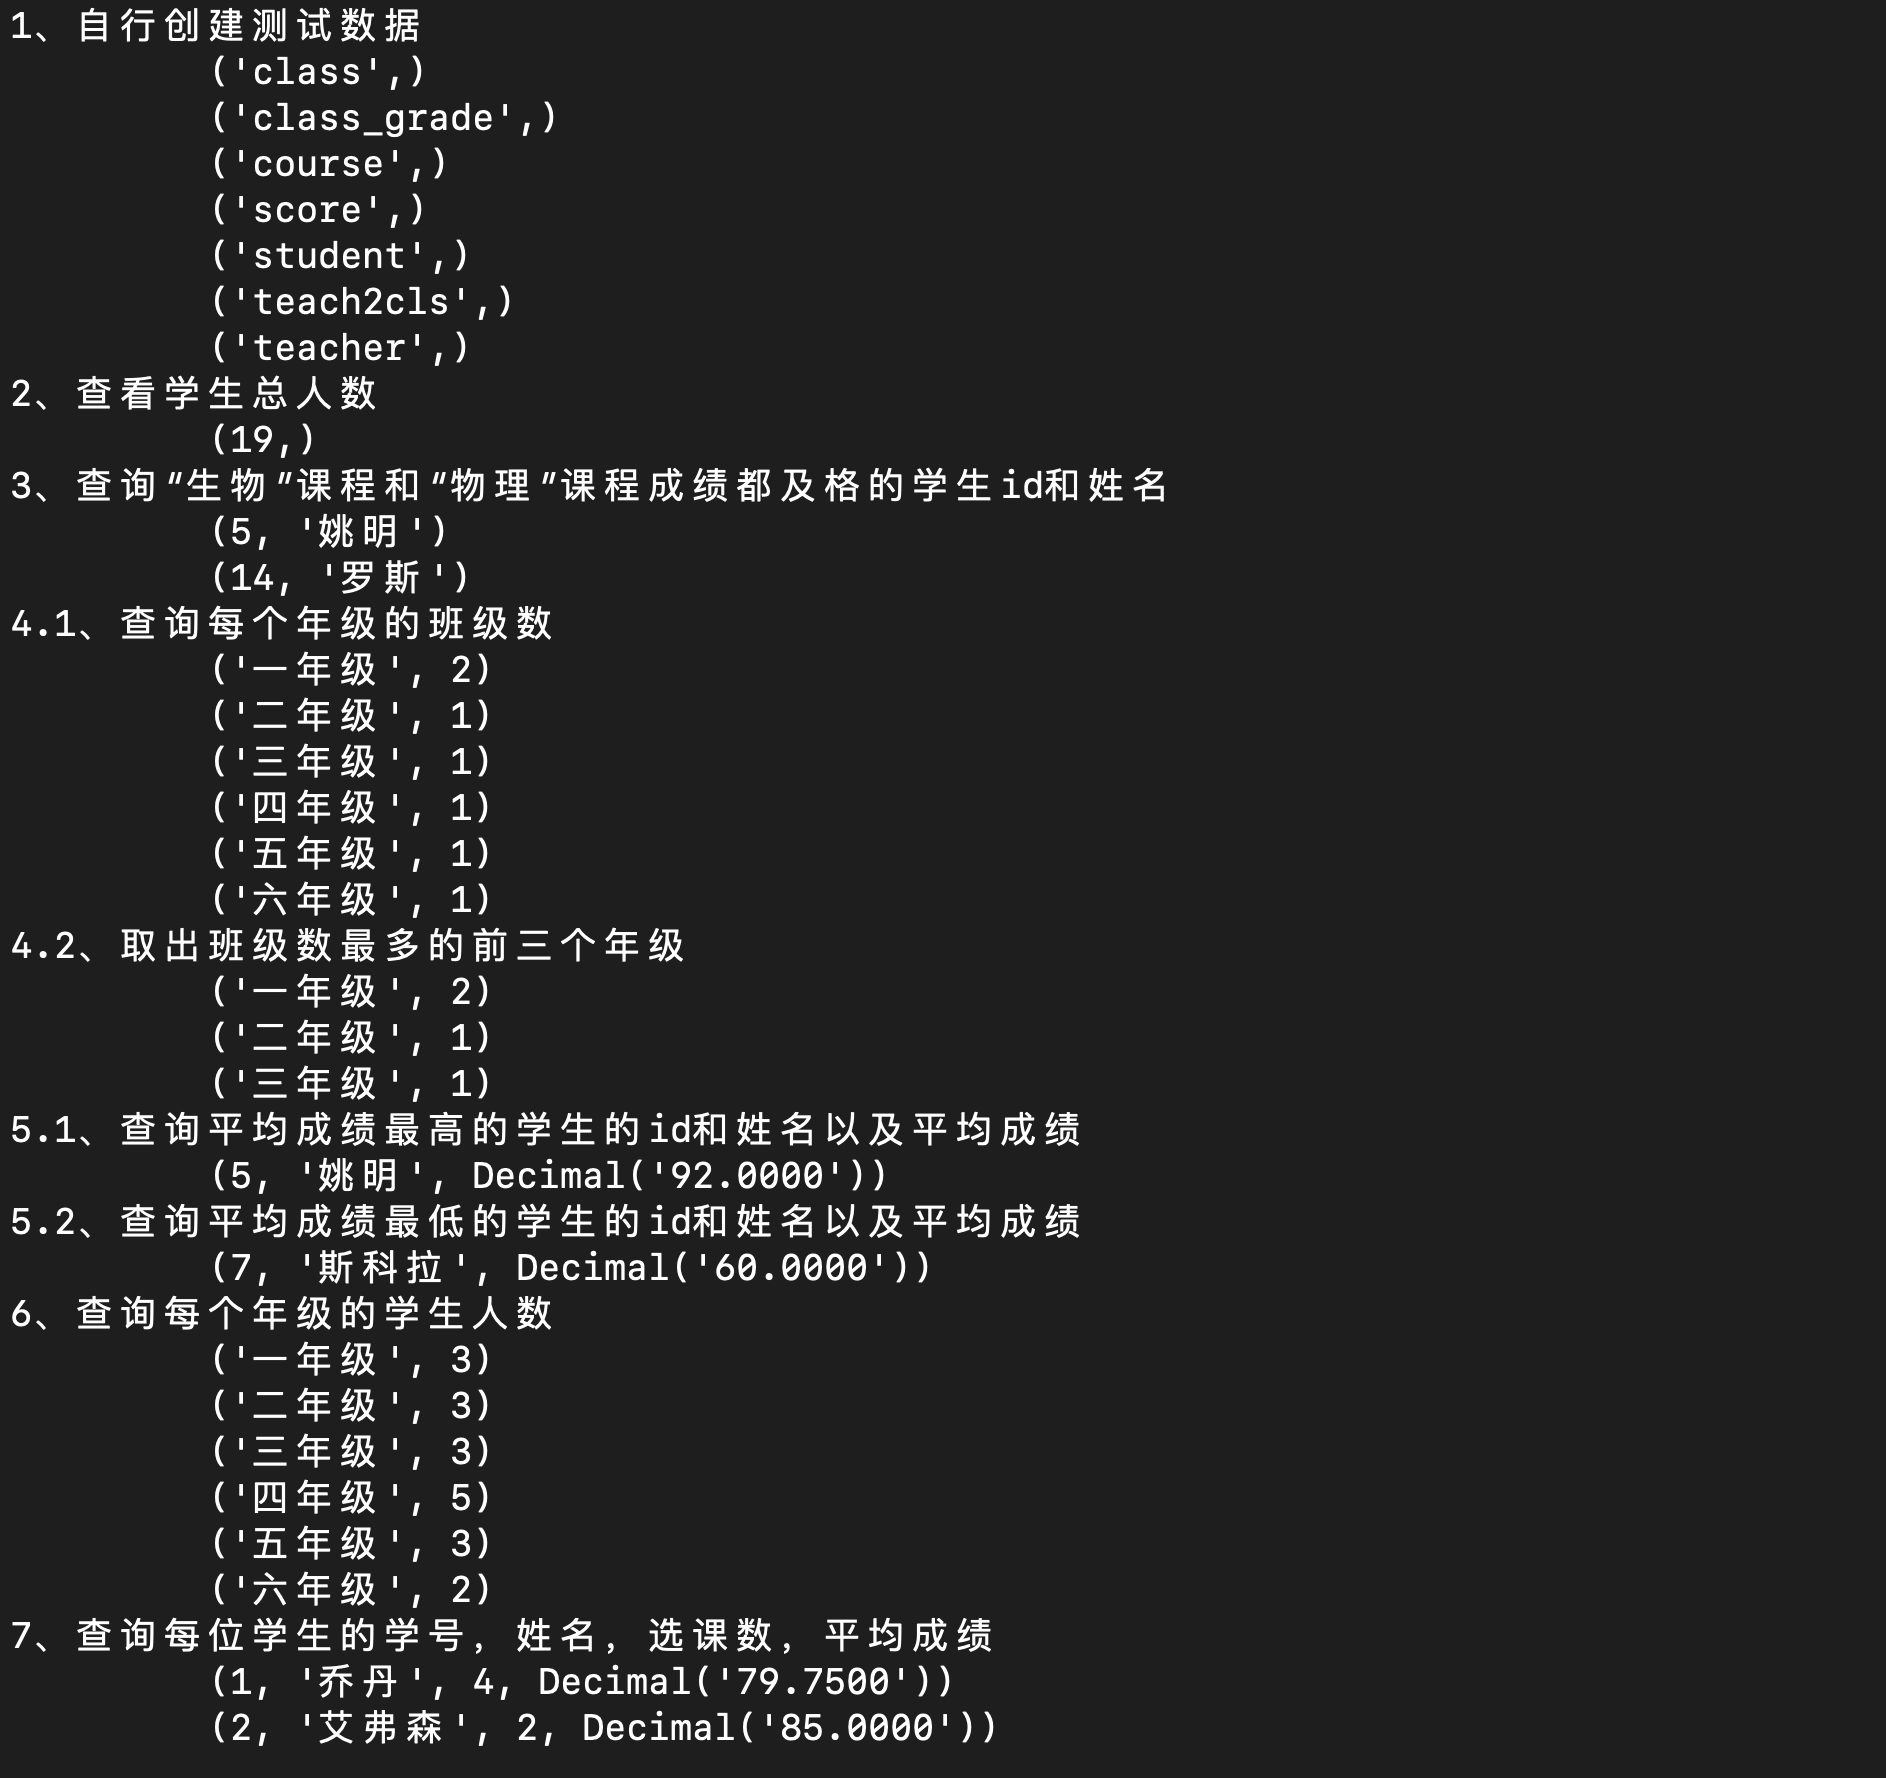 1、自行创建测试数据
('class',)
('class_grade',)
('course',)
('score',)
('student',)
('teach2cls',)
('teacher',)
2、查看学生总人数
(19,)
3、查询“生物”课程和“物理”课程成绩都及格的学生id和姓名
(5, '姚明')
(14, '罗斯')
4.1、查询每个年级的班级数
('一年级', 2)
('二年级', 1)
('三年级', 1)
('四年级', 1)
('五年级', 1)
('六年级', 1)
4.2、取出班级数最多的前三个年级
('一年级', 2)
('二年级', 1)
('三年级', 1)
5.1、查询平均成绩最高的学生的id和姓名以及平均成绩
(5, '姚明', Decimal('92.0000'))
5.2、查询平均成绩最低的学生的id和姓名以及平均成绩
(7, '斯科拉', Decimal('60.0000'))
6、查询每个年级的学生人数
('一年级', 3)
('二年级', 3)
('三年级', 3)
('四年级', 5)
('五年级', 3)
('六年级', 2)
7、查询每位学生的学号，姓名，选课数，平均成绩
(1, '乔丹', 4, Decimal('79.7500'))
(2, '艾弗森', 2, Decimal('85.0000'))